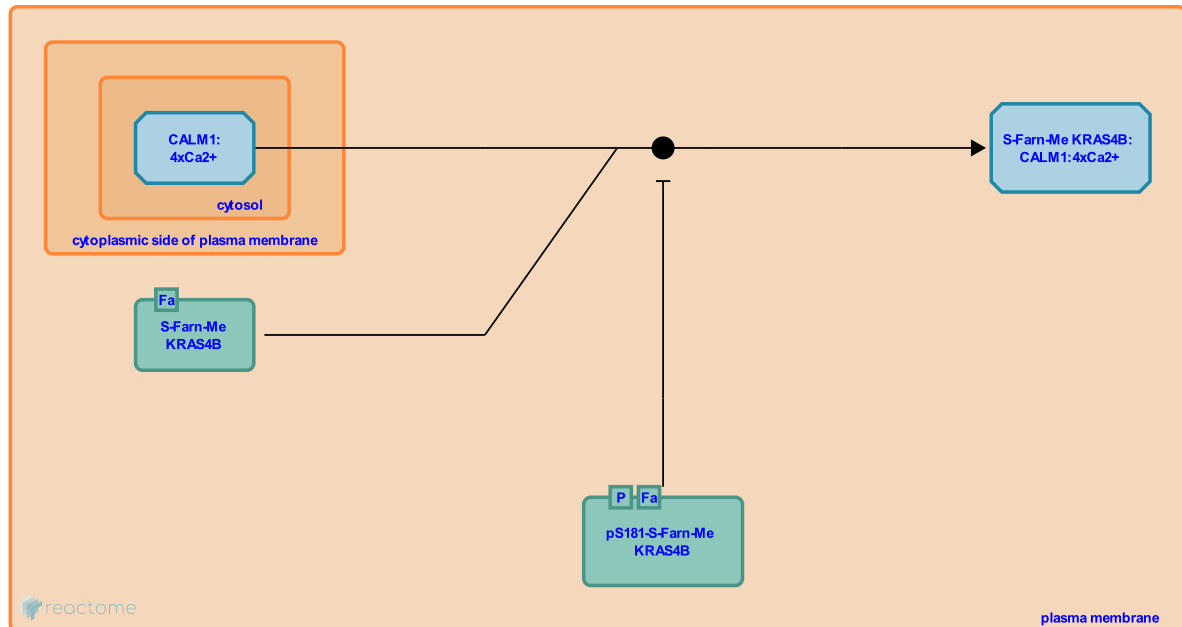 CALM1:
4xCa2+
cytosol
cytoplasmic side of plasma membrane
S-Farn-Me KRAS4B:
CALM1:4xCa2+
Fa
S-Farn-Me
KRAS4B
P
Fa
pS181-S-Farn-Me
KRAS4B
reactome
plasma membrane